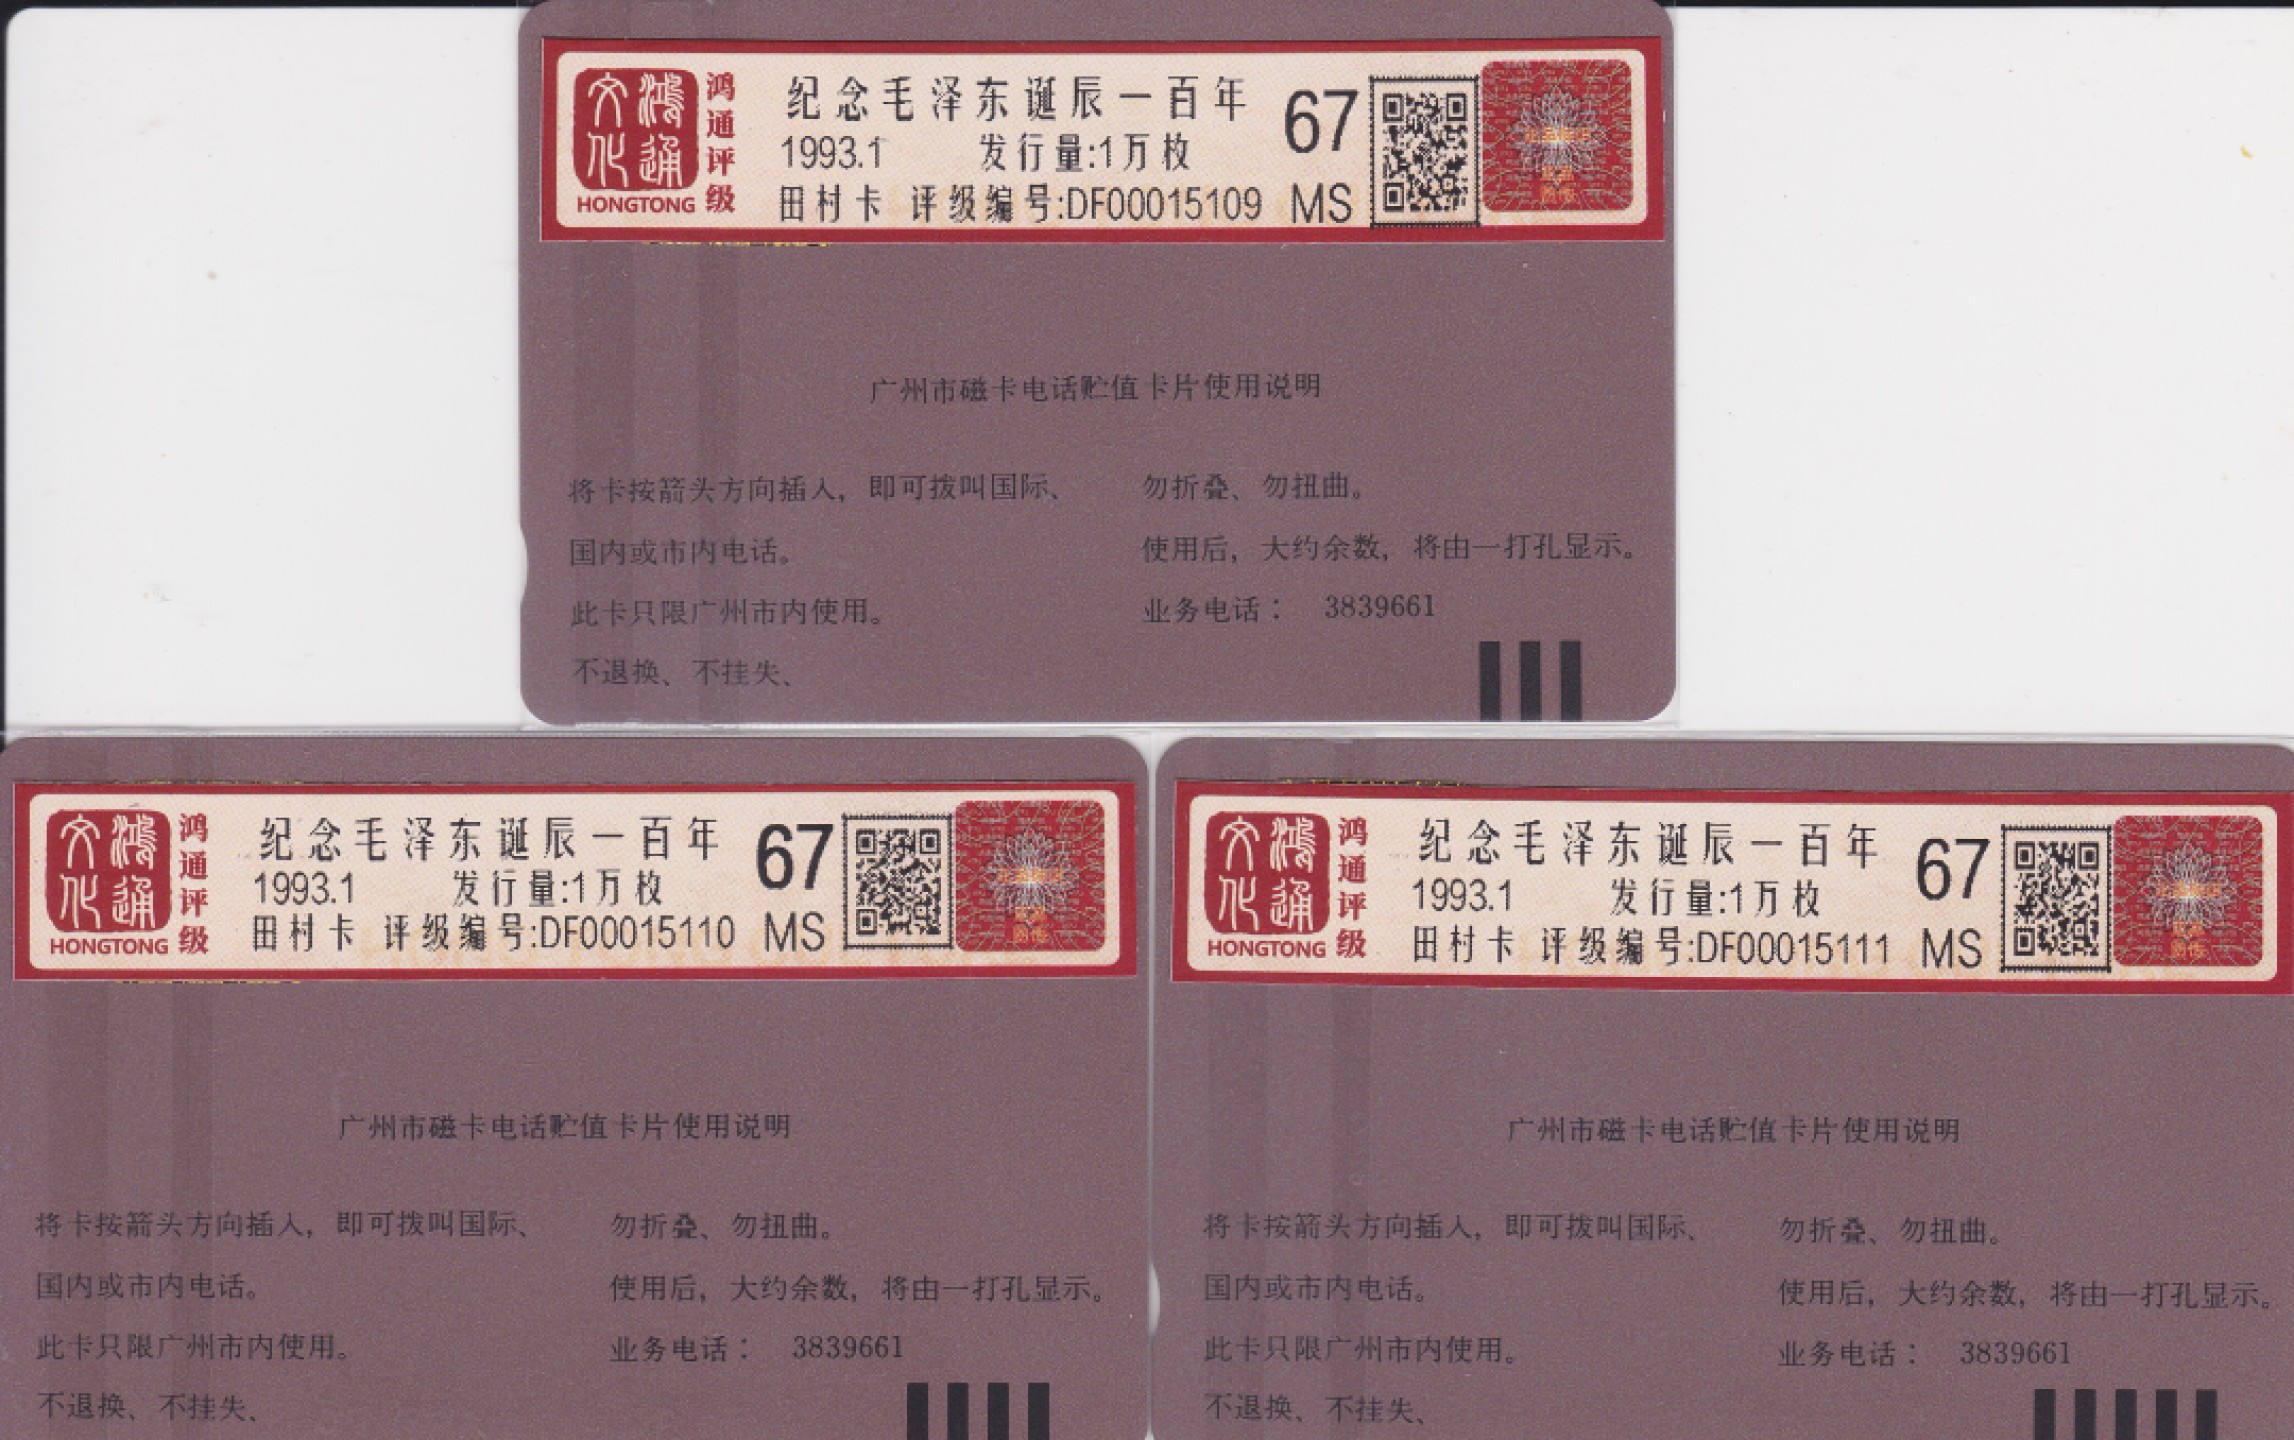 鸿通文化
HONGTONG
鸿通评级
纪念毛泽东诞辰一百年
1993.1 发行量:1万枚
田村卡 评级编号:DF00015109
67
MS
广州市磁卡电话贮值卡片使用说明
将卡按箭头方向插入，即可拨叫国际、
国内或市内电话。
此卡只限广州市内使用。
不退换、不挂失、
勿折叠、勿扭曲。
使用后，大约余数，将由一打孔显示。
业务电话： 3839661
鸿通文化
HONGTONG
鸿通评级
纪念毛泽东诞辰一百年
1993.1 发行量:1万枚
田村卡 评级编号:DF00015110
67
MS
广州市磁卡电话贮值卡片使用说明
将卡按箭头方向插入，即可拨叫国际、
国内或市内电话。
此卡只限广州市内使用。
不退换、不挂失、
勿折叠、勿扭曲。
使用后，大约余数，将由一打孔显示。
业务电话： 3839661
鸿通文化
HONGTONG
鸿通评级
纪念毛泽东诞辰一百年
1993.1 发行量:1万枚
田村卡 评级编号:DF00015111
67
MS
广州市磁卡电话贮值卡片使用说明
将卡按箭头方向插入，即可拨叫国际、
国内或市内电话。
此卡只限广州市内使用。
不退换、不挂失、
勿折叠、勿扭曲。
使用后，大约余数，将由一打孔显示。
业务电话： 3839661